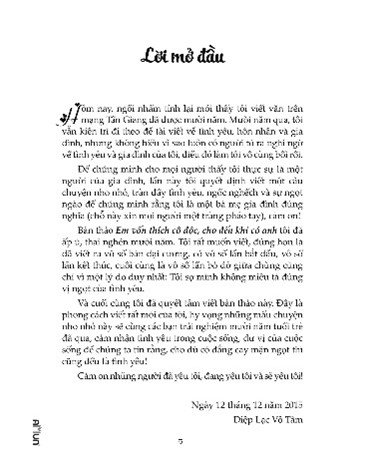 Lời mở đầu
Hôm nay, ngồi nhẩm tính lại mới thấy tôi viết văn trên
mạng Tấn Giang đã được mười năm. Mười năm qua, tôi
vẫn kiên trì đi theo đề tài viết về tình yêu, hôn nhân và gia
đình, nhưng không hiểu vì sao luôn có người tỏ ra nghi ngờ
về tình yêu và gia đình của tôi, điều đó làm tôi vô cùng bối rối.
Để chứng minh cho mọi người thấy tôi thực sự là một
người của gia đình, lần này tôi quyết định viết một câu
chuyện nho nhỏ, tràn đầy tình yêu, ngốc nghếch và sự ngọt
ngào để chứng minh rằng tôi là một bà mẹ gia đình đúng
nghĩa (chỗ này xin mọi người một tràng pháo tay), cảm ơn!
Bản thảo Em vốn thích cô độc, cho đến khi có anh tôi đã
ấp ủ, thai nghén mười năm. Tôi rất muốn viết, đúng hơn là
đã viết ra vô số bản đại cương, có vô số lần bắt đầu, vô số
lần kết thúc, cuối cùng là vô số lần bỏ dở giữa chừng cũng
chỉ vì một lý do duy nhất: Tôi sợ mình không miêu tả đúng
vị ngọt của tình yêu.
Và cuối cùng tôi đã quyết tâm viết bản thảo này. Đây là
phong cách viết rất mới của tôi, hy vọng những mẩu chuyện
nho nhỏ này sẽ cùng các bạn trải nghiệm mười năm tuổi trẻ
đã qua, cảm nhận tình yêu trong cuộc sống, dư vị của cuộc
sống để chúng ta tin rằng, cho dù có đắng cay mặn ngọt thì
cũng đều là tình yêu!
Cảm ơn những người đã yêu tôi, đang yêu tôi và sẽ yêu tôi!
Ngày 12 tháng 12 năm 2015
Diệp Lạc Vô Tâm
5